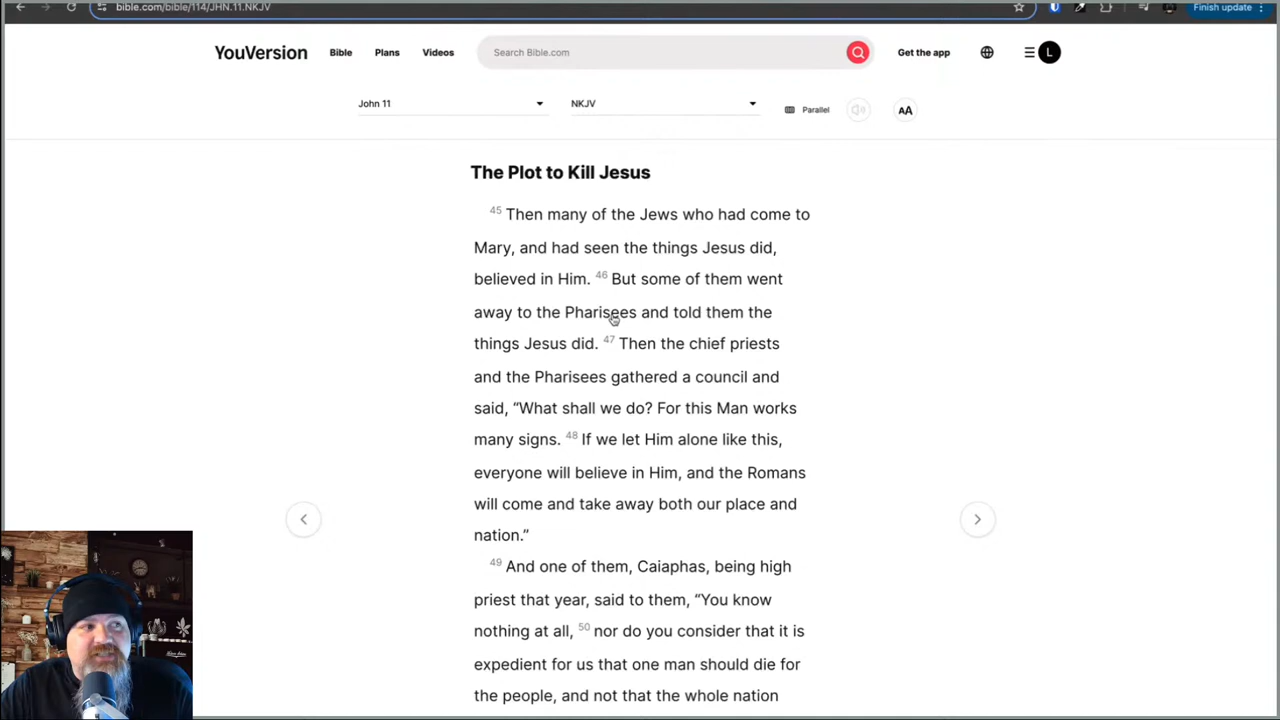 bible.com/bible/114/JHN.11.NKJV
Finish update
YouVersion
Bible
Plans
Videos
Search Bible.com
Get the app
L
John 11
NKJV
Parallel
AA
The Plot to Kill Jesus
45 Then many of the Jews who had come to
Mary, and had seen the things Jesus did,
believed in Him. 46 But some of them went
away to the Pharisees and told them the
things Jesus did. 47 Then the chief priests
and the Pharisees gathered a council and
said, “What shall we do? For this Man works
many signs. 48 If we let Him alone like this,
everyone will believe in Him, and the Romans
will come and take away both our place and
nation.”
49 And one of them, Caiaphas, being high
priest that year, said to them, “You know
nothing at all, 50 nor do you consider that it is
expedient for us that one man should die for
the people, and not that the whole nation